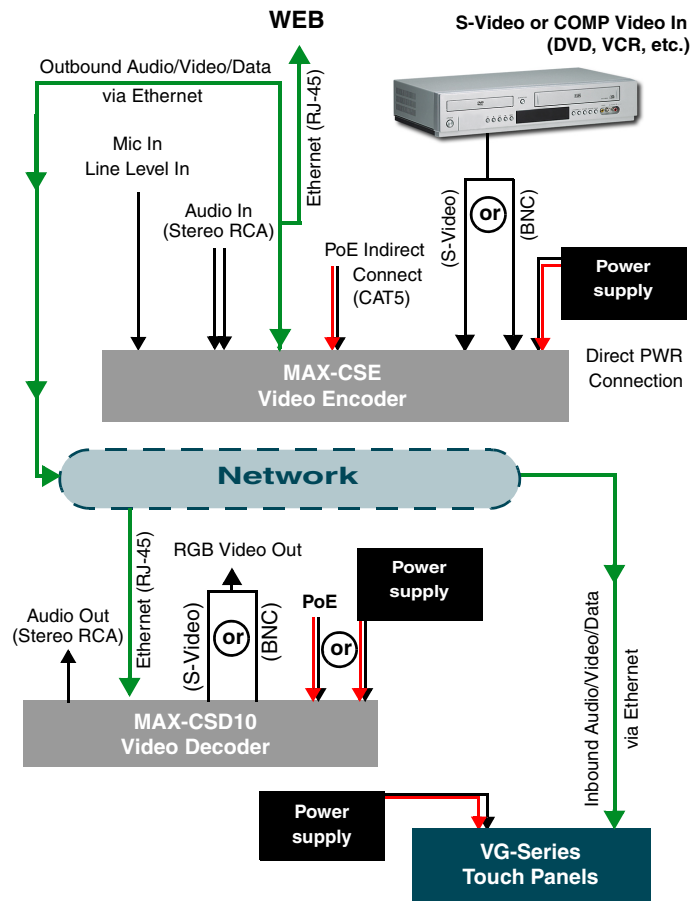 WEB
S-Video or COMP Video In
(DVD, VCR, etc.)
Outbound Audio/Video/Data
via Ethernet
Ethernet (RJ-45)
Mic In
Line Level In
Audio In
(Stereo RCA)
PoE Indirect
Connect
(CAT5)
(S-Video)
or
(BNC)
Power
supply
Direct PWR
Connection
MAX-CSE
Video Encoder
Network
Ethernet (RJ-45)
RGB Video Out
Audio Out
(Stereo RCA)
(S-Video)
or
(BNC)
PoE
or
Power
supply
MAX-CSD10
Video Decoder
Inbound Audio/Video/Data
via Ethernet
Power
supply
VG-Series
Touch Panels